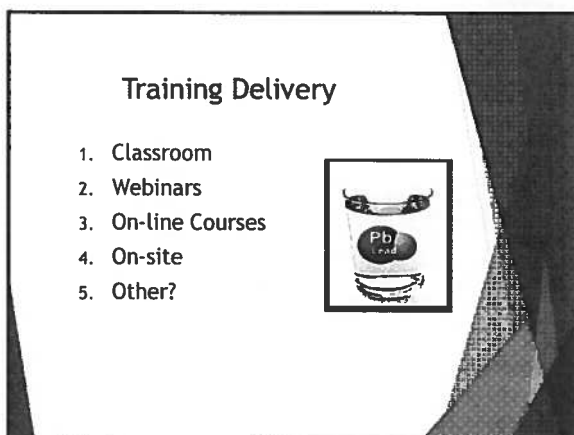 Training Delivery
1. Classroom
2. Webinars
3. On-line Courses
4. On-site
5. Other?
Pb
Lead